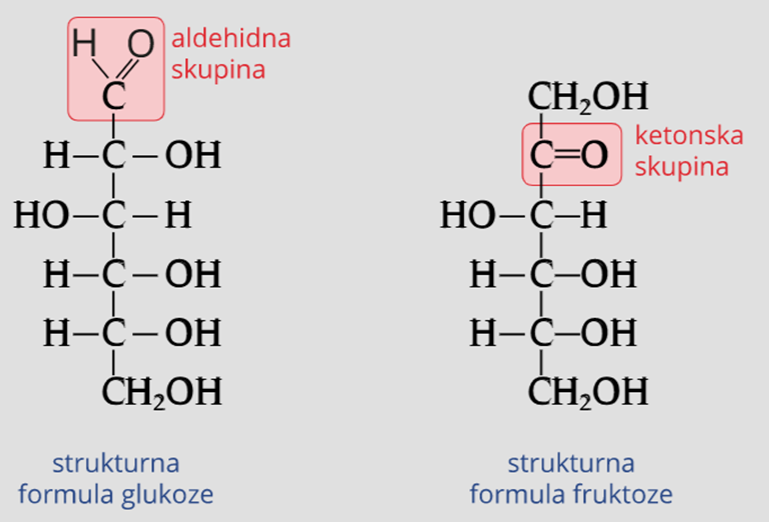 H O
aldehidna
skupina
C
H–C–OH
HO–C–H
H–C–OH
H–C–OH
CH₂OH
strukturna
formula glukoze
CH₂OH
C=O
ketonska
skupina
HO–C–H
H–C–OH
H–C–OH
CH₂OH
strukturna
formula fruktoze